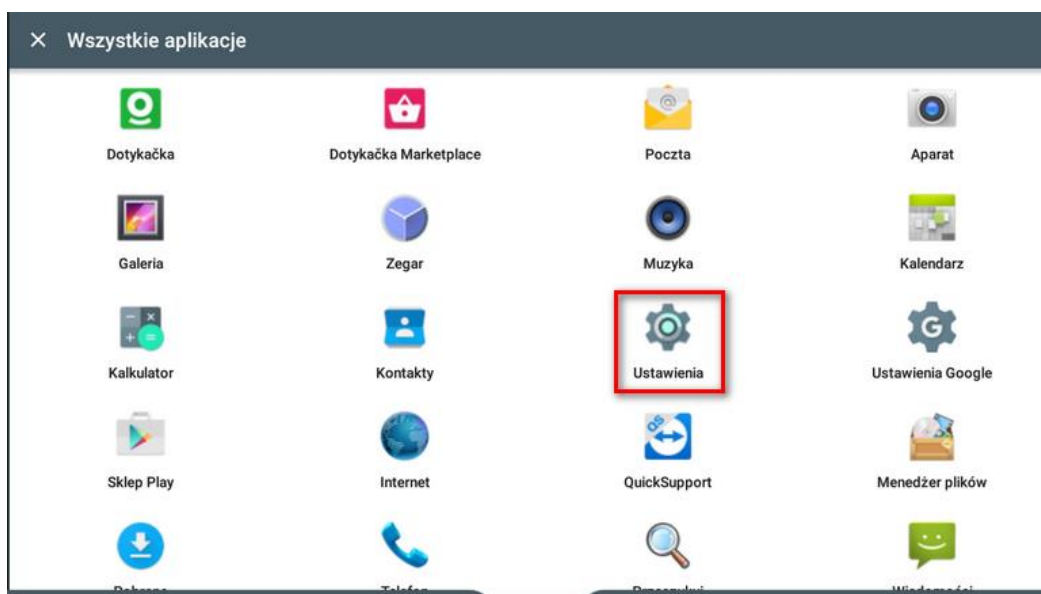 Wszystkie aplikacje
Dotykačka
Dotykačka Marketplace
Poczta
Aparat
Galeria
Zegar
Muzyka
Kalendarz
Kalkulator
Kontakty
Ustawienia
Ustawienia Google
Sklep Play
Internet
QuickSupport
Menedżer plików